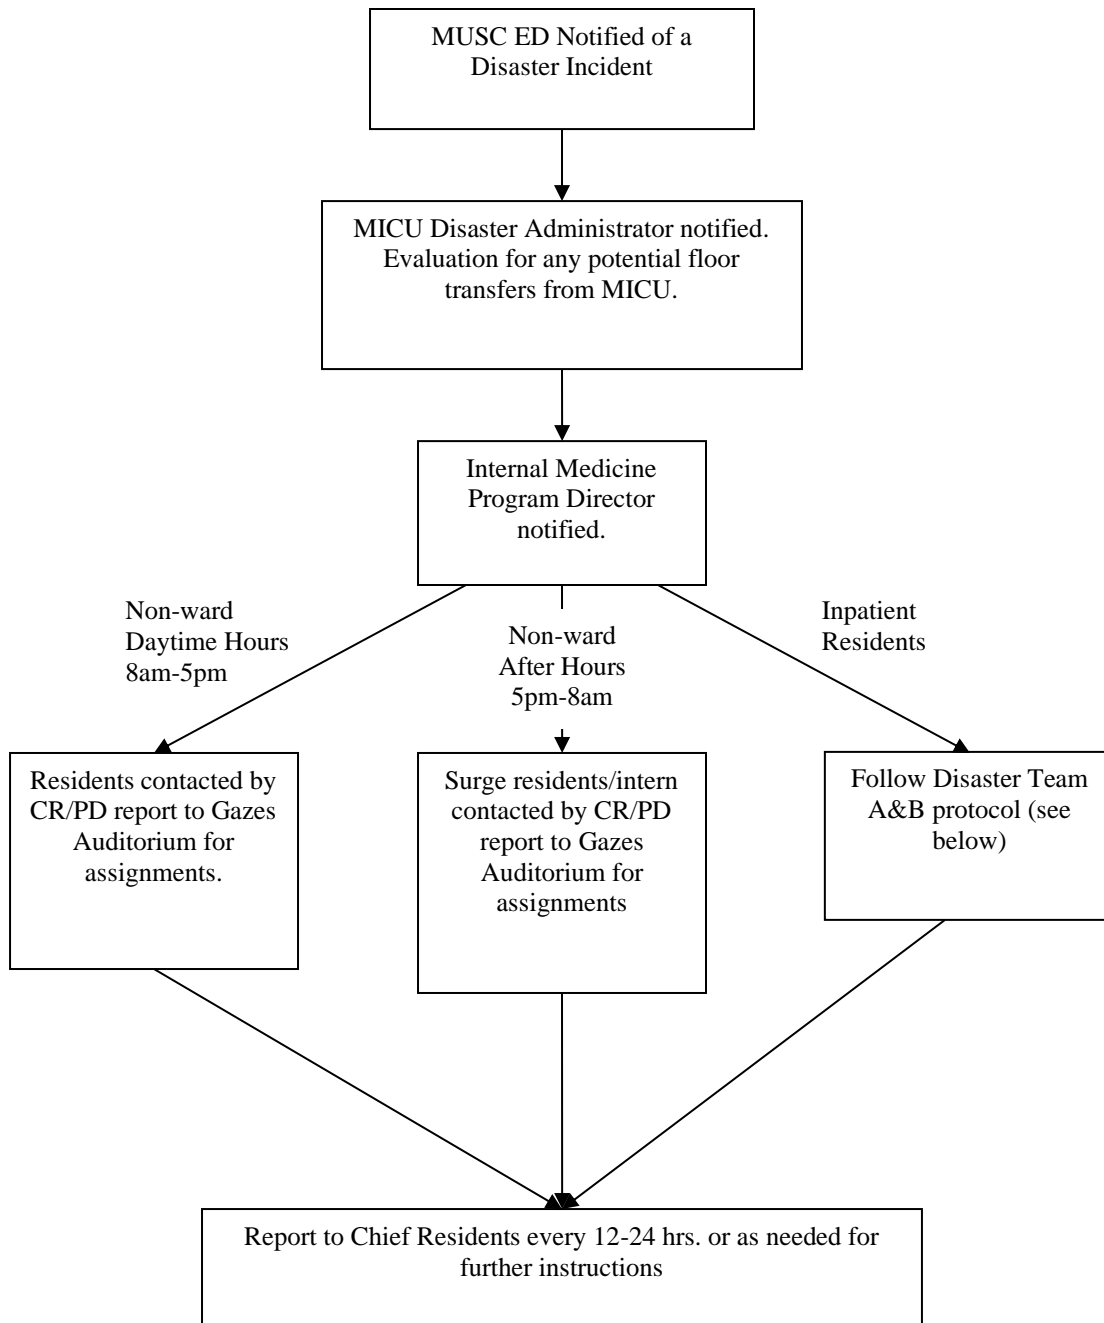 MUSC ED Notified of a
Disaster Incident
MICU Disaster Administrator notified.
Evaluation for any potential floor
transfers from MICU.
Internal Medicine
Program Director
notified.
Non-ward
Daytime Hours
8am-5pm
Non-ward
After Hours
5pm-8am
Inpatient
Residents
Residents contacted by
CR/PD report to Gazes
Auditorium for
assignments.
Surge residents/intern
contacted by CR/PD
report to Gazes
Auditorium for
assignments
Follow Disaster Team
A&B protocol (see
below)
Report to Chief Residents every 12-24 hrs. or as needed for
further instructions